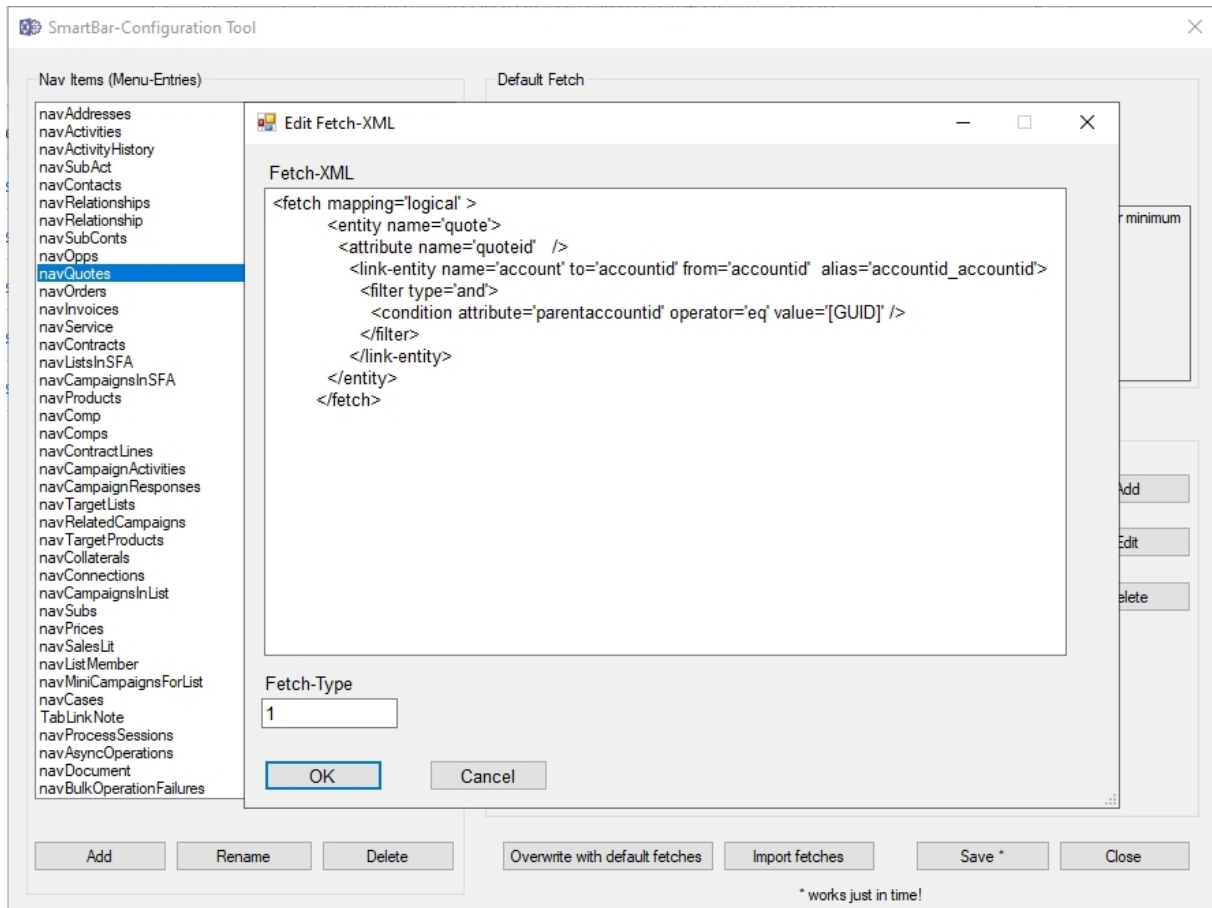 SmartBar-Configuration Tool
Nav Items (Menu-Entries)
Default Fetch
navAddresses
navActivities
navActivityHistory
navSubAct
navContacts
navRelationships
navRelationship
navSubConts
navOpps
navQuotes
navOrders
navInvoices
navService
navContracts
navListsInSFA
navCampaignsInSFA
navProducts
navComp
navComps
navContractLines
navCampaignActivities
navCampaignResponses
navTargetLists
navRelatedCampaigns
navTargetProducts
navCollaterals
navConnections
navCampaignsInList
navSubs
navPrices
navSalesLit
navListMember
navMiniCampaignsForList
navCases
TabLinkNote
navProcessSessions
navAsyncOperations
navDocument
navBulkOperationFailures
Edit Fetch-XML
Fetch-XML
<fetch mapping='logical' >
<entity name='quote'>
<attribute name='quoteid' />
<link-entity name='account' to='accountid' from='accountid' alias='accountid_accountid'>
<filter type='and'>
<condition attribute='parentaccountid' operator='eq' value='[GUID]' />
</filter>
</link-entity>
</entity>
</fetch>
Fetch-Type
1
OK
Cancel
minimum
Add
Edit
elete
Add
Rename
Delete
Overwrite with default fetches
Import fetches
Save *
Close
* works just in time!